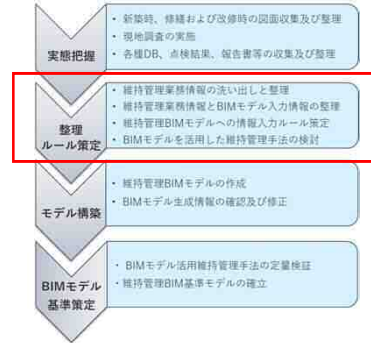 実態把握
・ 新築時、修繕および改修時の図面収集及び整理
・ 現地調査の実施
・ 各種DB、点検結果、報告書等の収集及び整理
整理
ルール策定
・ 維持管理業務情報の洗い出しと整理
・ 維持管理業務情報とBIMモデル入力情報の整理
・ 維持管理BIMモデルへの情報入力ルール策定
・ BIMモデルを活用した維持管理手法の検討
モデル構築
・ 維持管理BIMモデルの作成
・ BIMモデル生成情報の確認及び修正
BIMモデル
基準策定
・ BIMモデル活用維持管理手法の定量検証
・維持管理BIM基準モデルの確立